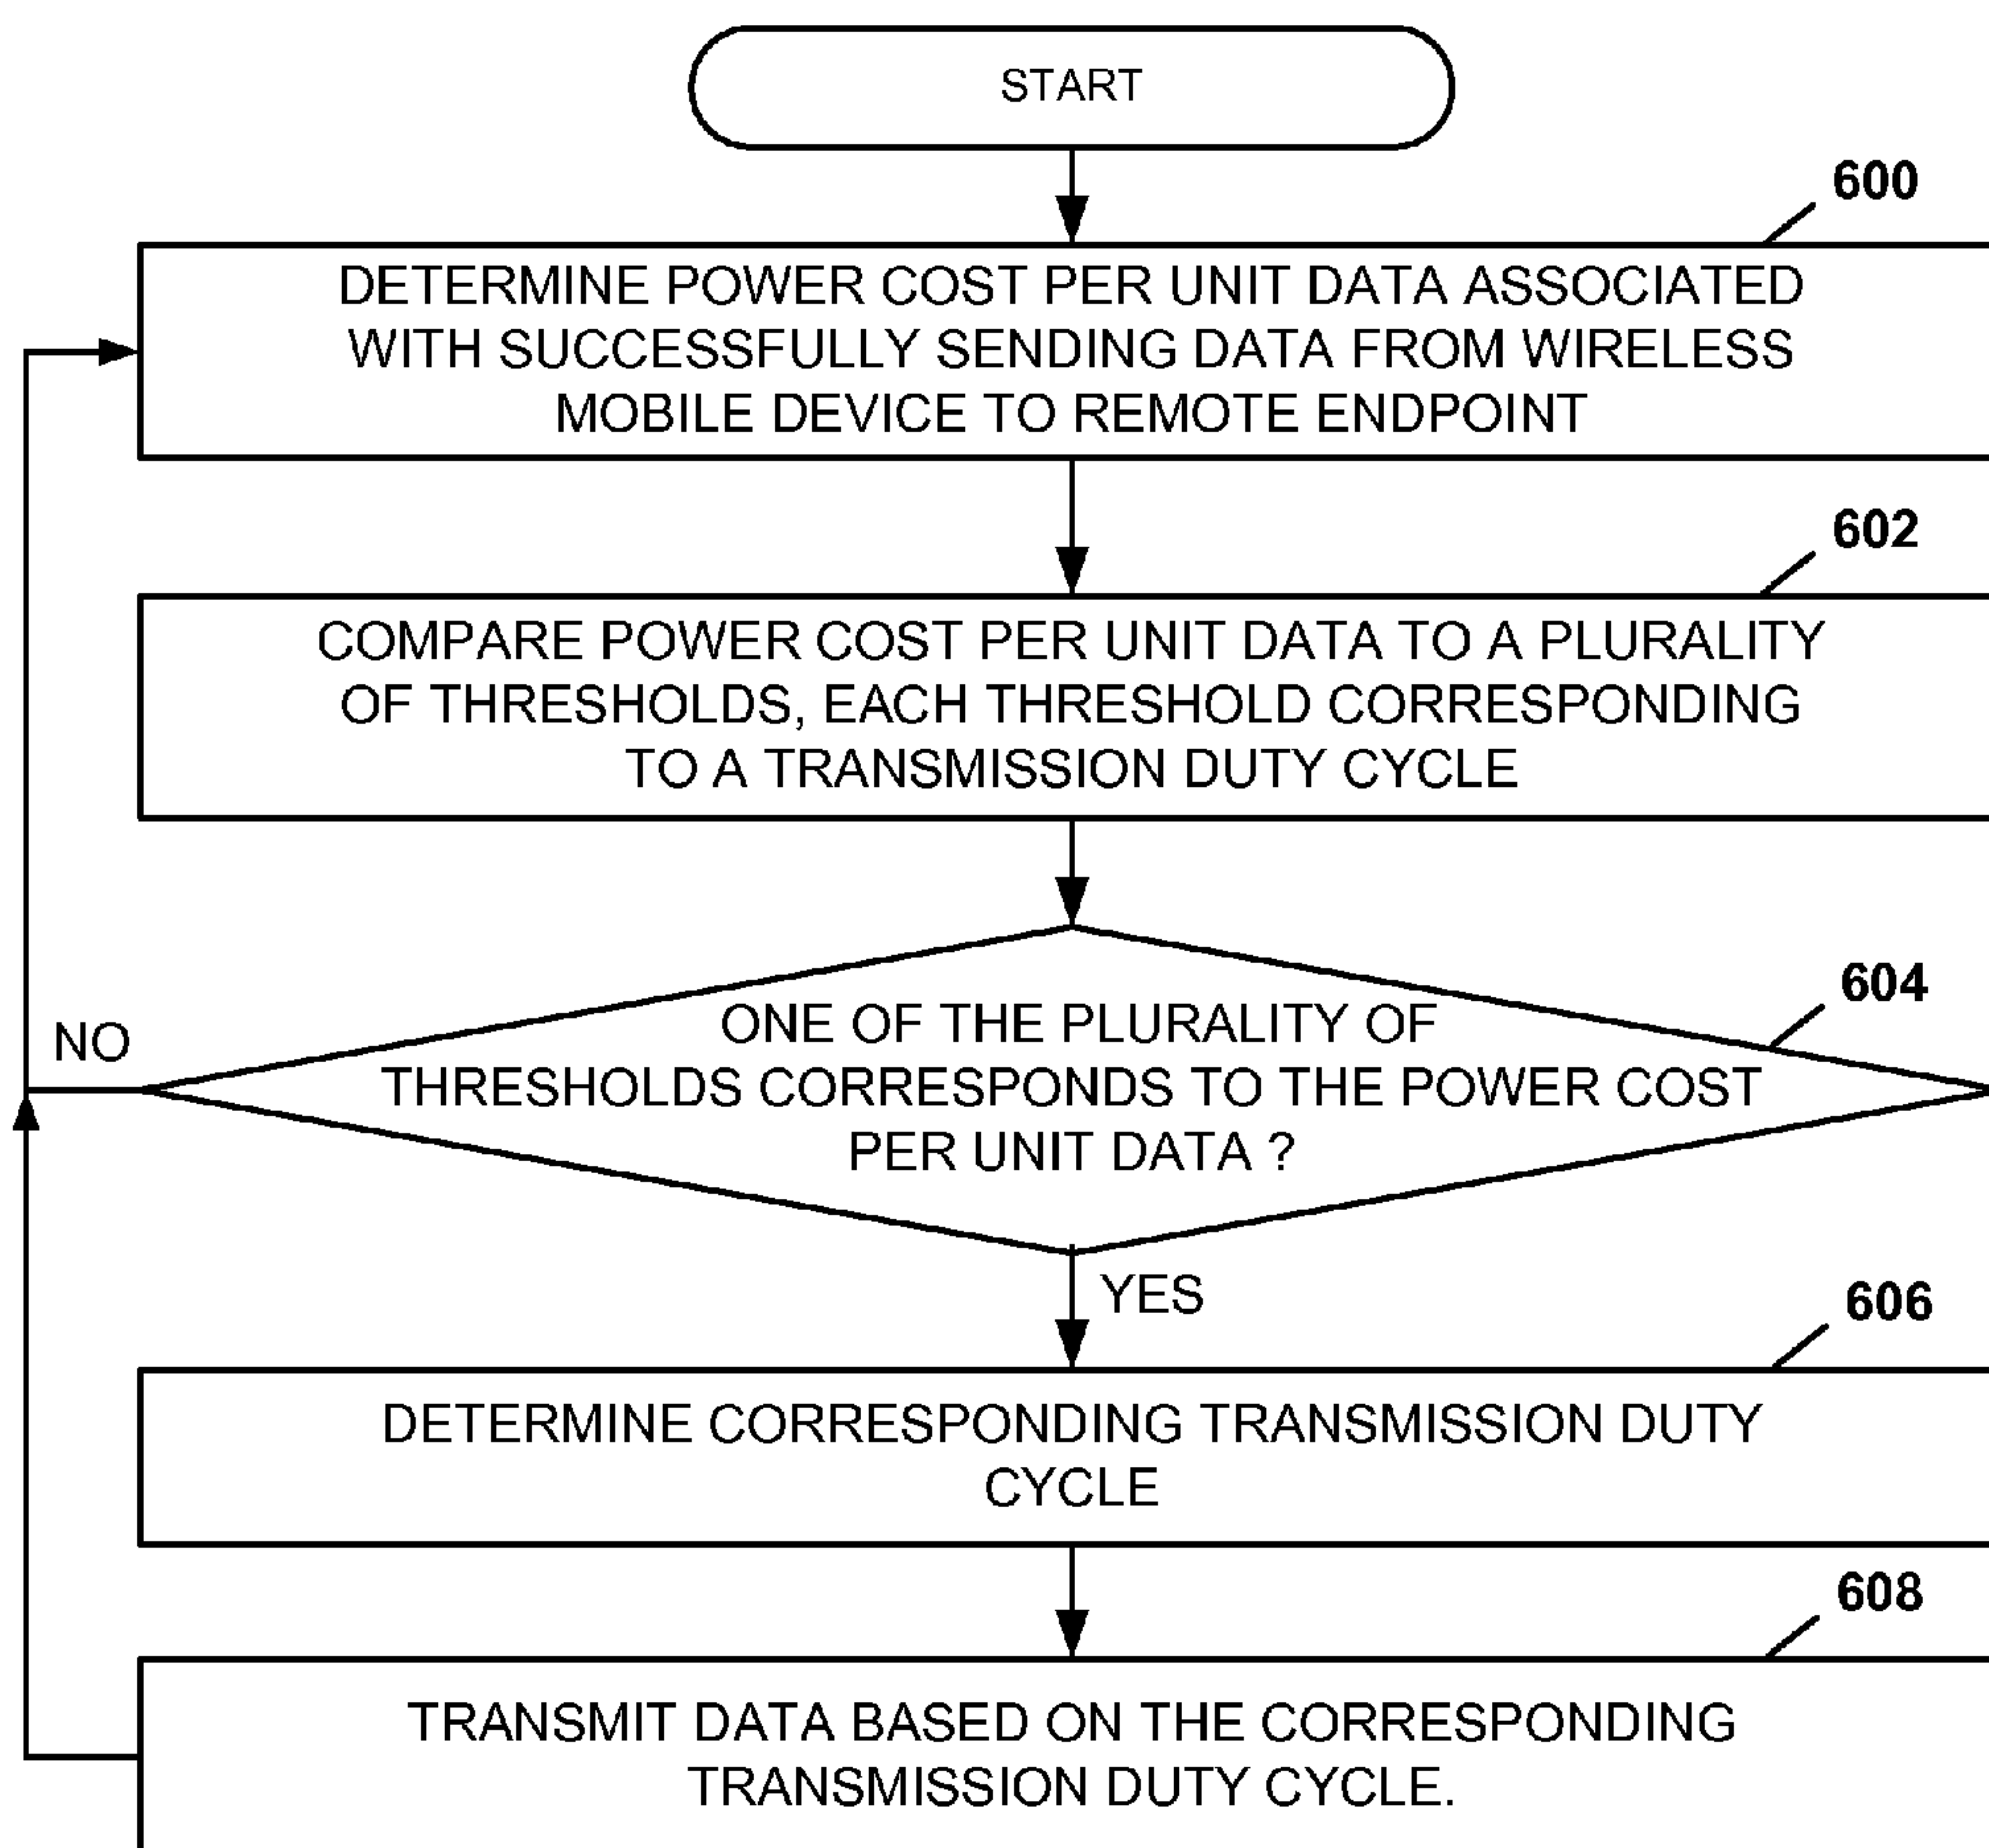 START
600
DETERMINE POWER COST PER UNIT DATA ASSOCIATED
WITH SUCCESSFULLY SENDING DATA FROM WIRELESS
MOBILE DEVICE TO REMOTE ENDPOINT
602
COMPARE POWER COST PER UNIT DATA TO A PLURALITY
OF THRESHOLDS, EACH THRESHOLD CORRESPONDING
TO A TRANSMISSION DUTY CYCLE
604
ONE OF THE PLURALITY OF
THRESHOLDS CORRESPONDS TO THE POWER COST
PER UNIT DATA ?
NO
YES
606
DETERMINE CORRESPONDING TRANSMISSION DUTY
CYCLE
608
TRANSMIT DATA BASED ON THE CORRESPONDING
TRANSMISSION DUTY CYCLE.